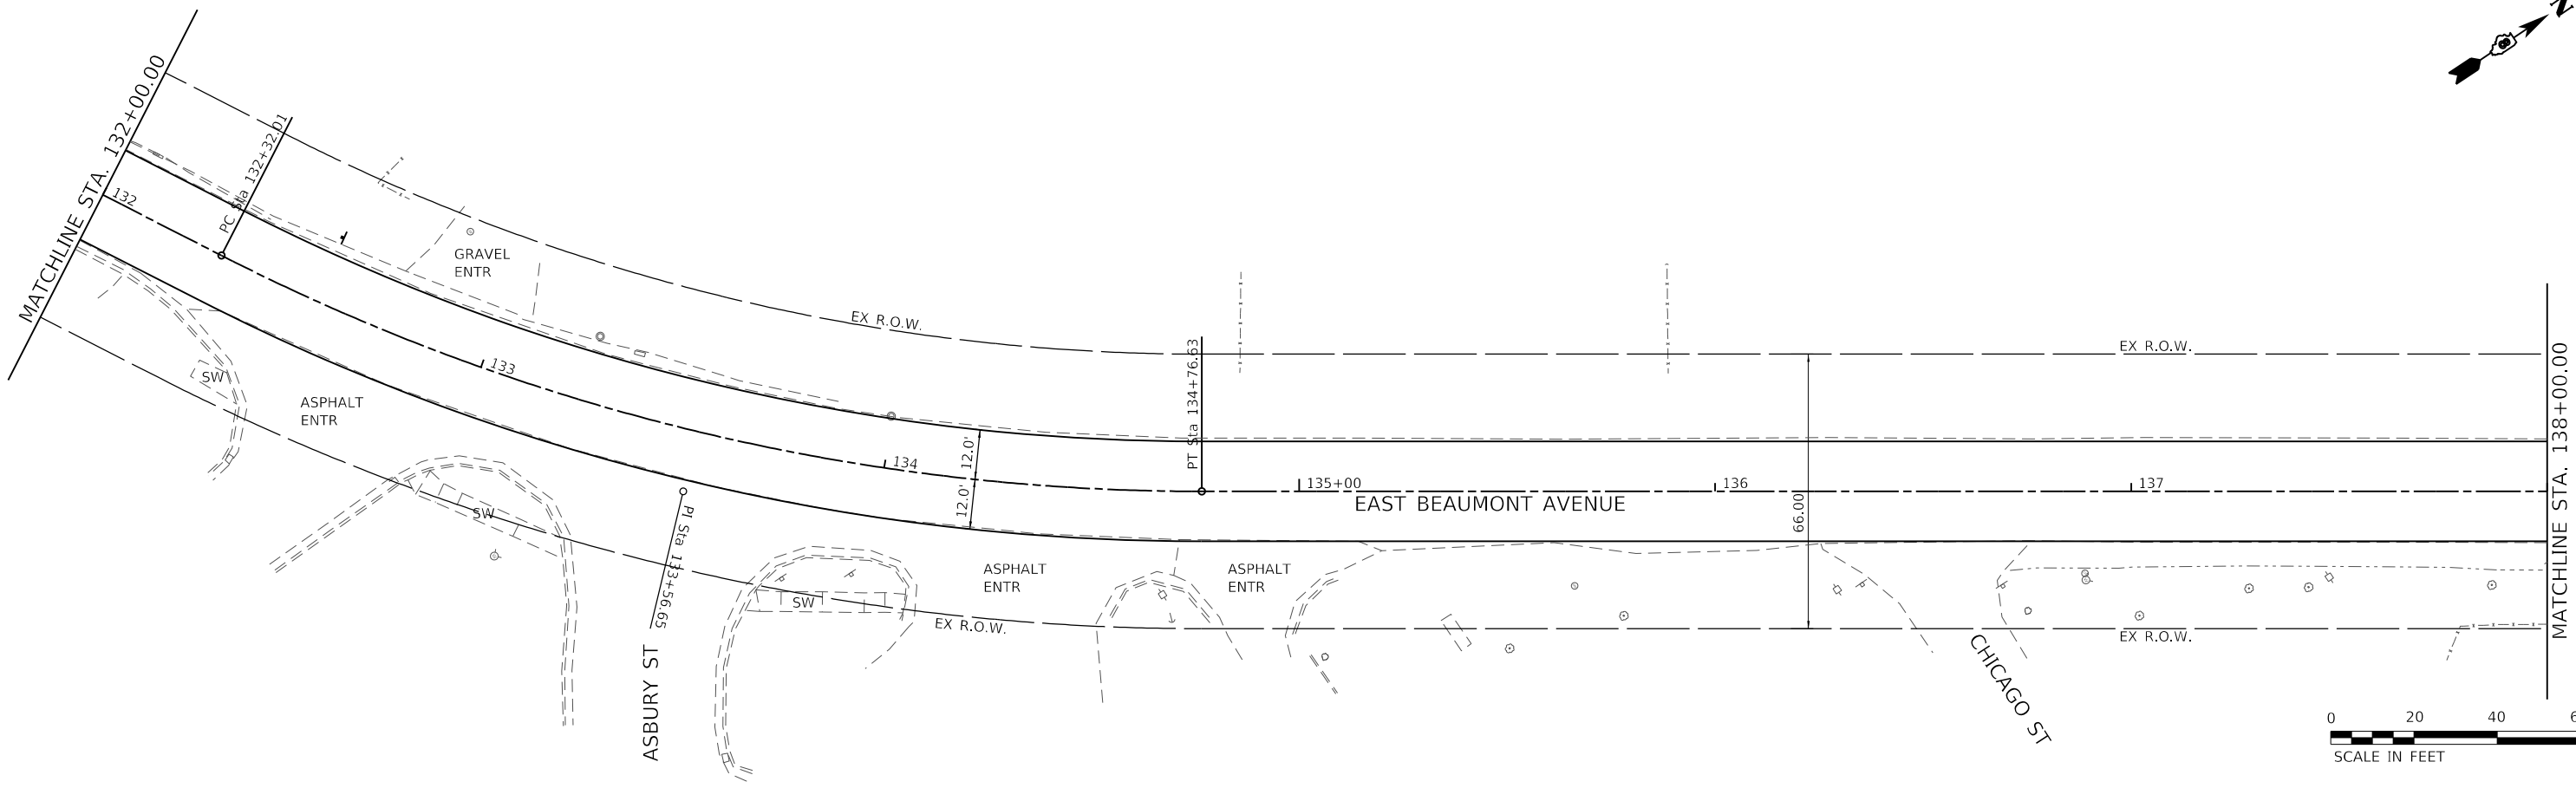 N
MATCHLINE STA. 132+00.00
PC Sta 132+32.01
132
GRAVEL
ENTR
EX R.O.W.
EX R.O.W.
133
SW
ASPHALT
ENTR
PT Sta 134+76.63
134
12.0'
12.0'
135+00
136
137
EAST BEAUMONT AVENUE
66.00
MATCHLINE STA. 138+00.00
SW
PI Sta 133+56.65
ASPHALT
ENTR
ASPHALT
ENTR
SW
EX R.O.W.
EX R.O.W.
ASBURY ST
CHICAGO ST
0 20 40
SCALE IN FEET